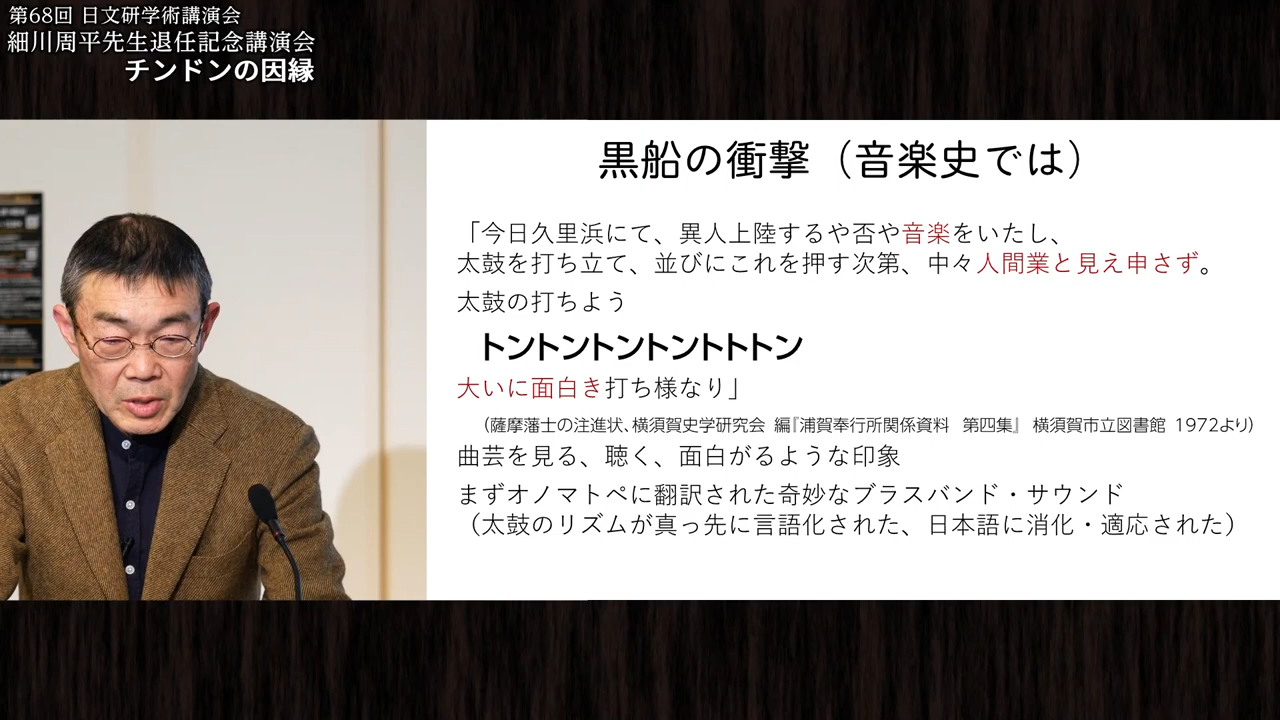 第68回 日文研学術講演会
細川周平先生退任記念講演会
チンドンの因縁
黒船の衝撃（音楽史では）
「今日久里浜にて、異人上陸するや否や音楽をいたし、
太鼓を打ち立て、並びにこれを押す次第、中々人間業と見え申さず。
太鼓の打ちよう
トントントントントトトン
大いに面白き打ち様なり」
（薩摩藩士の注進状、横須賀史学研究会 編『浦賀奉行所関係資料 第四集』 横須賀市立図書館 1972より）
曲芸を見る、聴く、面白がるような印象
まずオノマトペに翻訳された奇妙なブラスバンド・サウンド
（太鼓のリズムが真っ先に言語化された、日本語に消化・適応された）